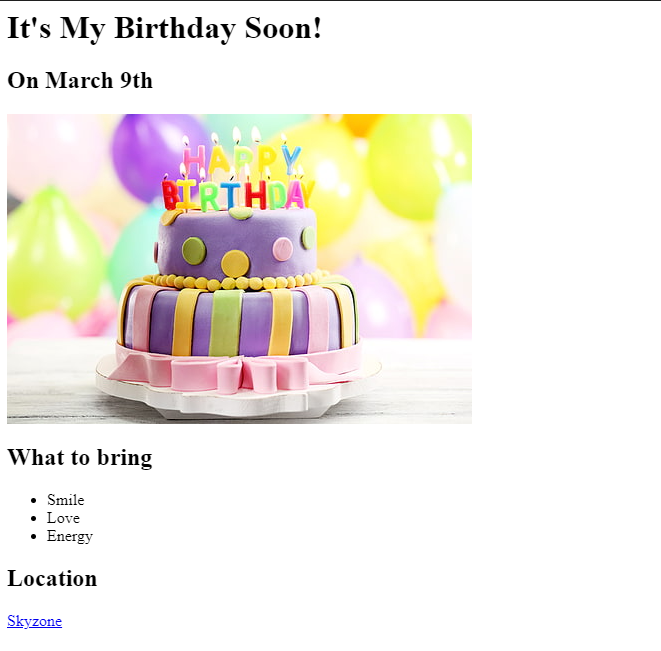 It's My Birthday Soon!
On March 9th
HAPPY
BIRTHDAY
What to bring
Smile
Love
Energy
Location
Skyzone